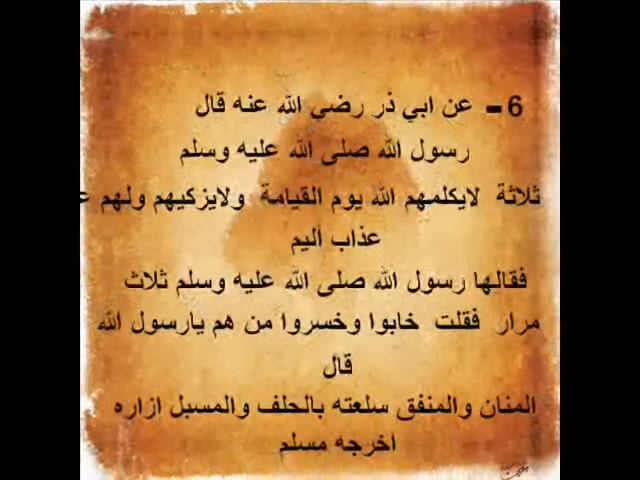 6 - عن ابي ذر رضي الله عنه قال
رسول الله صلى الله عليه وسلم
ثلاثة لايكلمهم الله يوم القيامة ولايزكيهم ولهم
عذاب أليم
فقالها رسول الله صلى الله عليه وسلم ثلاث
مرار فقلت خابوا وخسروا من هم يارسول الله
قال
المنان والمنفق سلعته بالحلف والمسبل ازاره
اخرجه مسلم